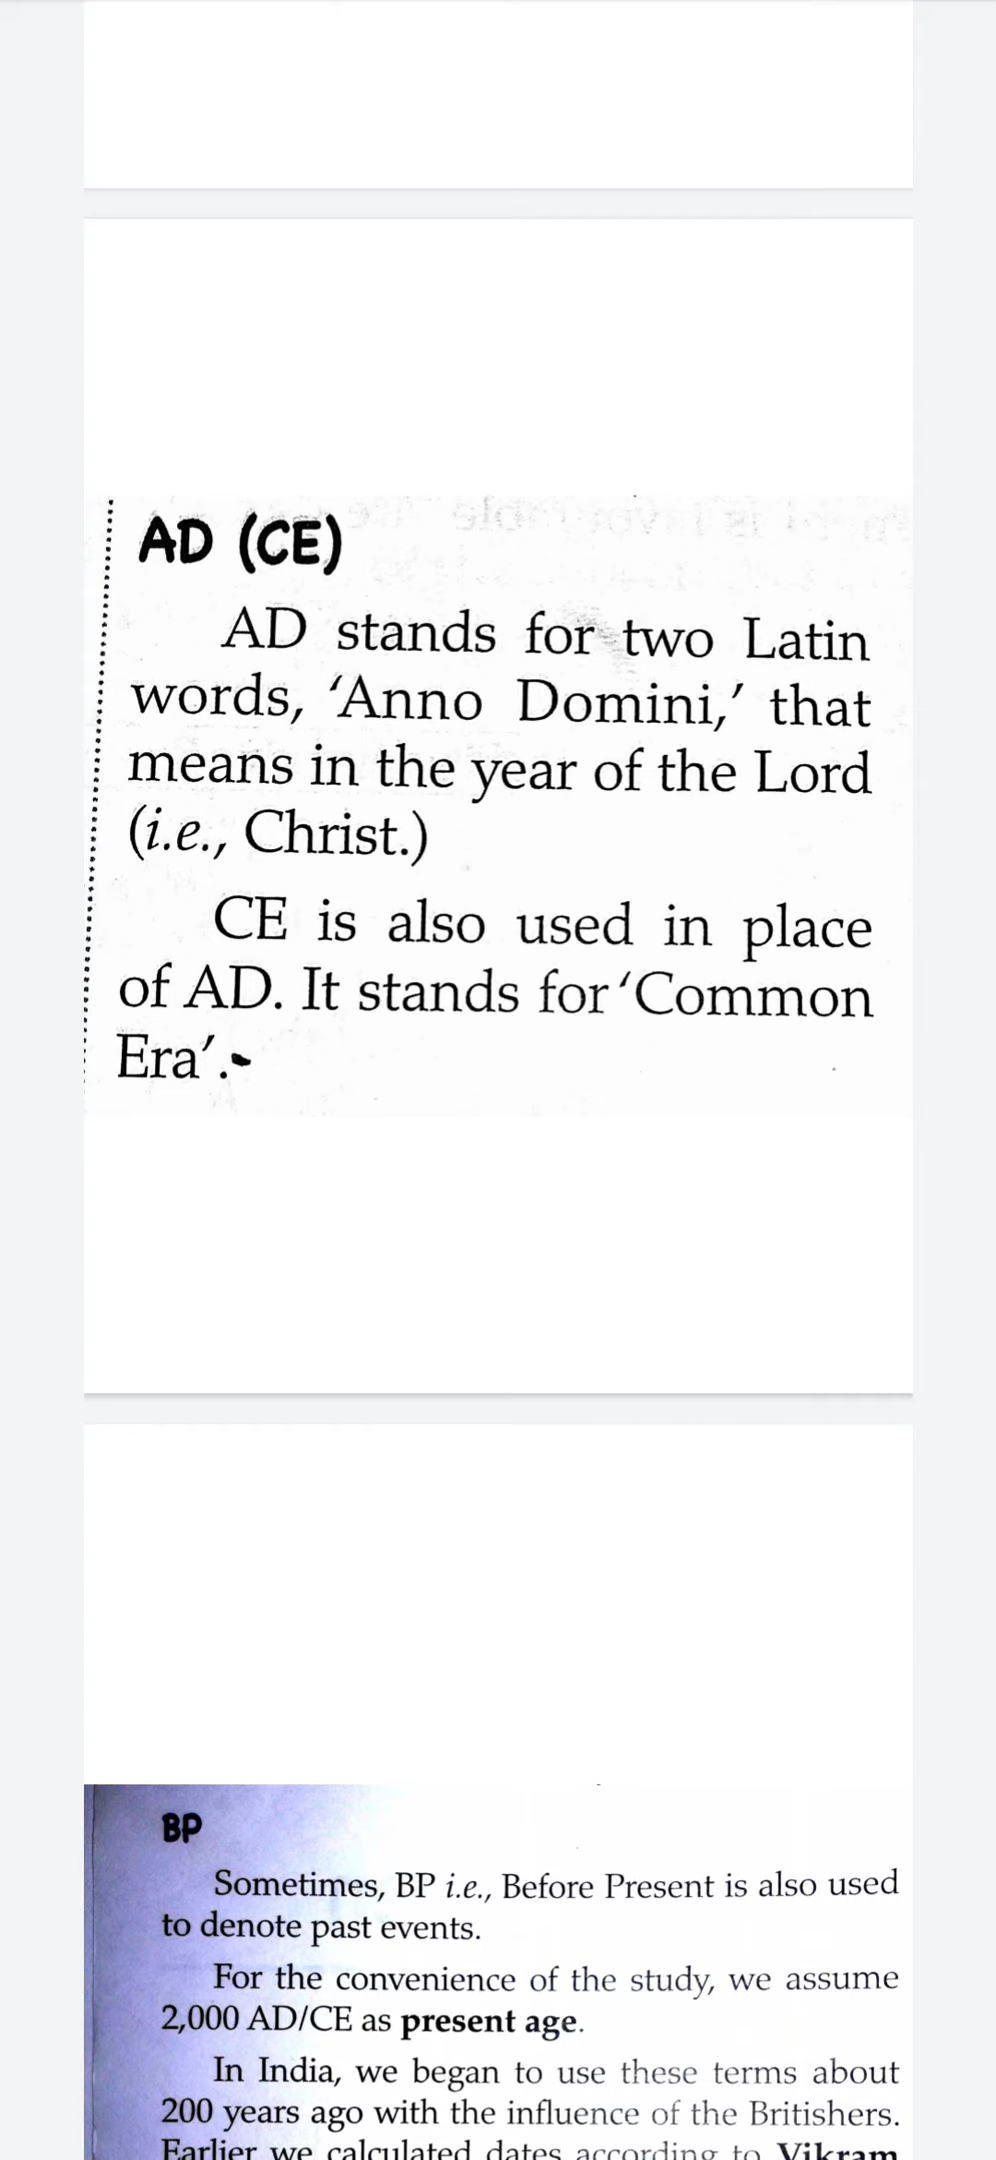 AD (CE)
AD stands for two Latin
words, ‘Anno Domini,’ that
means in the year of the Lord
(i.e., Christ.)
CE is also used in place
of AD. It stands for ‘Common
Era’.
BP
Sometimes, BP i.e., Before Present is also used
to denote past events.
For the convenience of the study, we assume
2,000 AD/CE as present age.
In India, we began to use these terms about
200 years ago with the influence of the Britishers.
Earlier we calculated dates according to Vikram